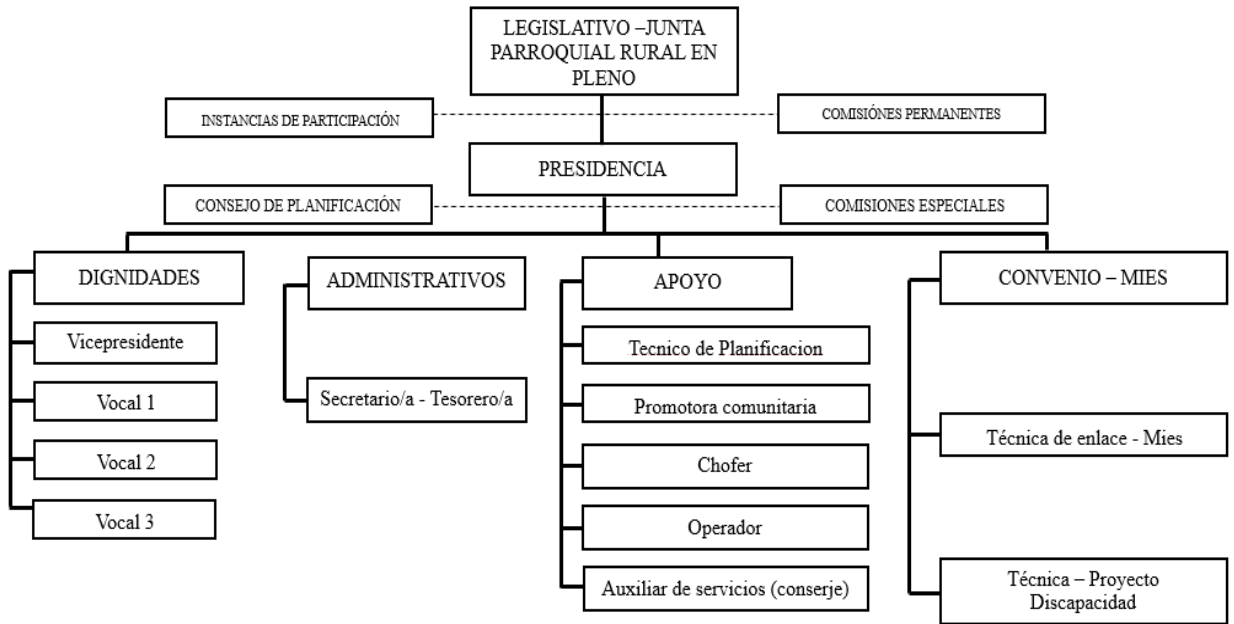 LEGISLATIVO –JUNTA
PARROQUIAL RURAL EN
PLENO
INSTANCIAS DE PARTICIPACIÓN
COMISIÓNES PERMANENTES
PRESIDENCIA
CONSEJO DE PLANIFICACIÓN
COMISIONES ESPECIALES
DIGNIDADES
Vicepresidente
Vocal 1
Vocal 2
Vocal 3
ADMINISTRATIVOS
Secretario/a - Tesorero/a
APOYO
Tecnico de Planificacion
Promotora comunitaria
Chofer
Operador
Auxiliar de servicios (conserje)
CONVENIO – MIES
Técnica de enlace - Mies
Técnica – Proyecto
Discapacidad